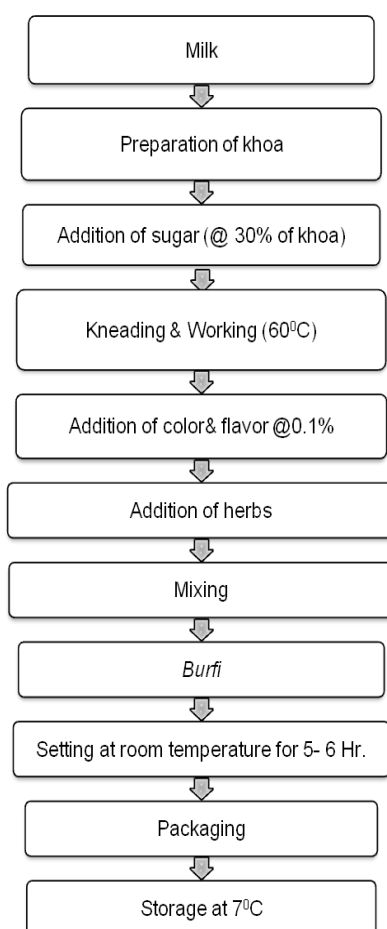 Milk
Preparation of khoa
Addition of sugar (@ 30% of khoa)
Kneading & Working (60⁰C)
Addition of color& flavor @0.1%
Addition of herbs
Mixing
Burfi
Setting at room temperature for 5- 6 Hr.
Packaging
Storage at 7⁰C